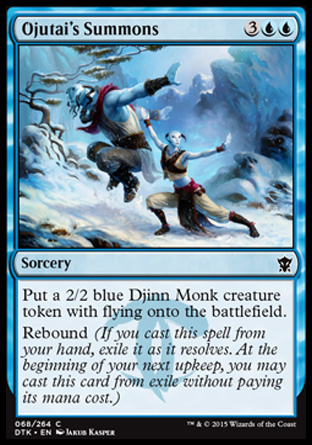 Ojutai's Summons 3
Sorcery
Put a 2/2 blue Djinn Monk creature
token with flying onto the battlefield.
Rebound (If you cast this spell from
your hand, exile it as it resolves. At the
beginning of your next upkeep, you may
cast this card from exile without paying
its mana cost.)
068/264 C
DTK • EN Jakub Kasper ™ & © 2015 Wizards of the Coast